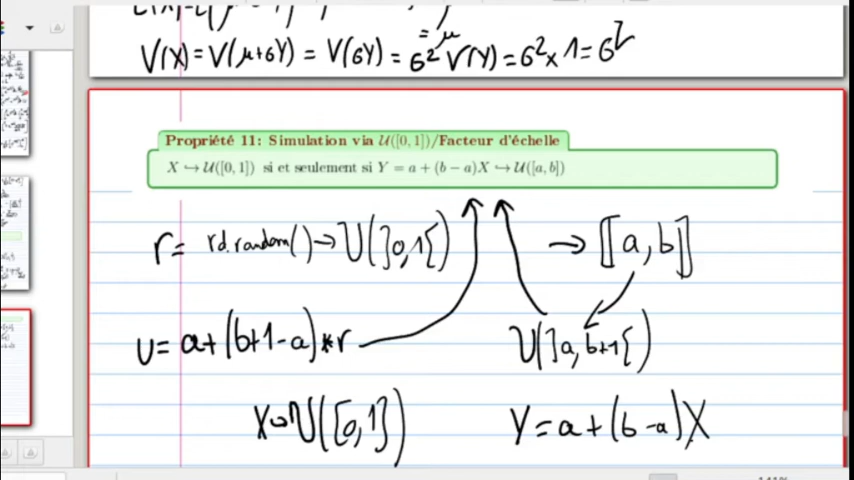 = μ
V(X) = V(μ+σY) = V(σY) = σ² V(Y) = σ² × 1 = σ²
Propriété 11: Simulation via U([0, 1])/Facteur d'échelle
X ↪ U([0, 1]) si et seulement si Y = a + (b − a)X ↪ U([a, b])
r = rd.random() → U(]0,1[) → ⟦a, b⟧
U = a+(b+1-a)*r U(]a, b+1[)
X ↪ U([0,1]) Y = a+(b-a)X